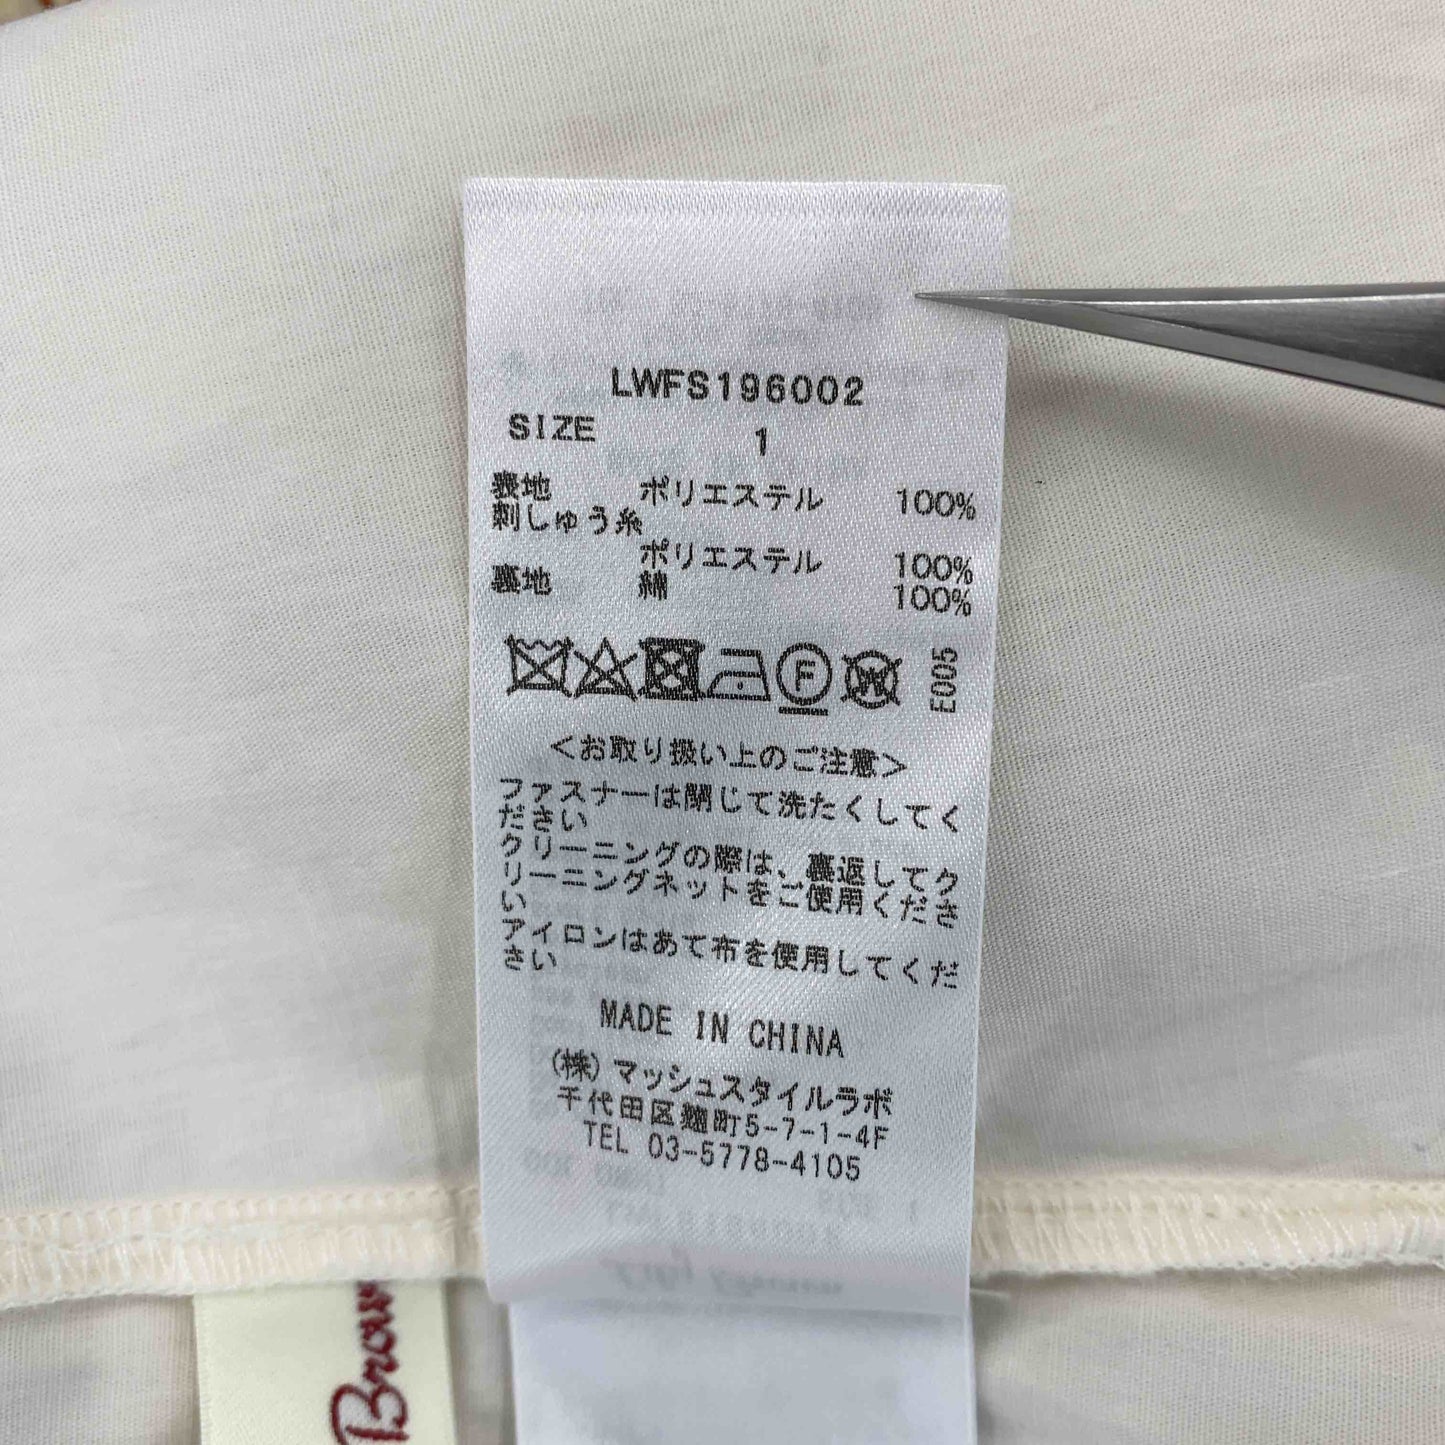 LWFS196002
SIZE 1
表地 ポリエステル 100%
刺しゅう糸
ポリエステル 100%
裏地 綿 100%
F
W
E005
<お取り扱い上のご注意>
ファスナーは閉じて洗たくしてく
ださい
クリーニングの際は、裏返してク
リーニングネットをご使用くださ
い
アイロンはあて布を使用してくだ
さい
MADE IN CHINA
(株) マッシュスタイルラボ
千代田区麹町5-7-1-4F
TEL 03-5778-4105
Brown